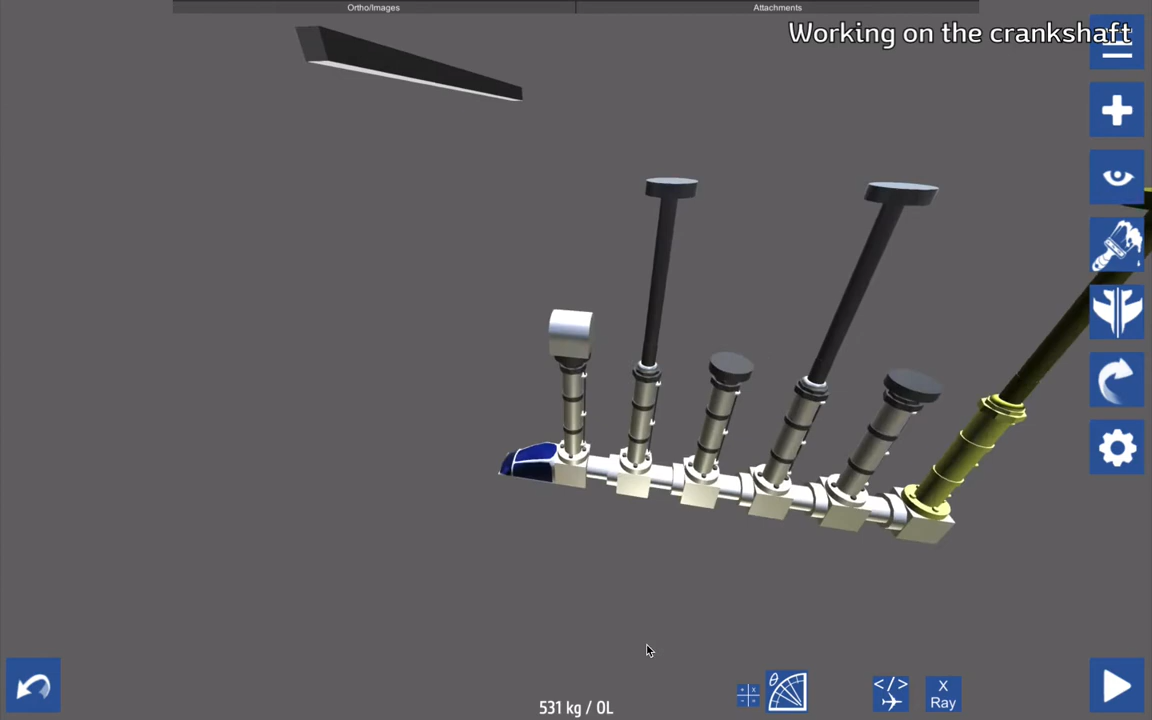 Ortho/Images
Attachments
Working on the crankshaft
θ
</>
X
Ray
531 kg / 0L